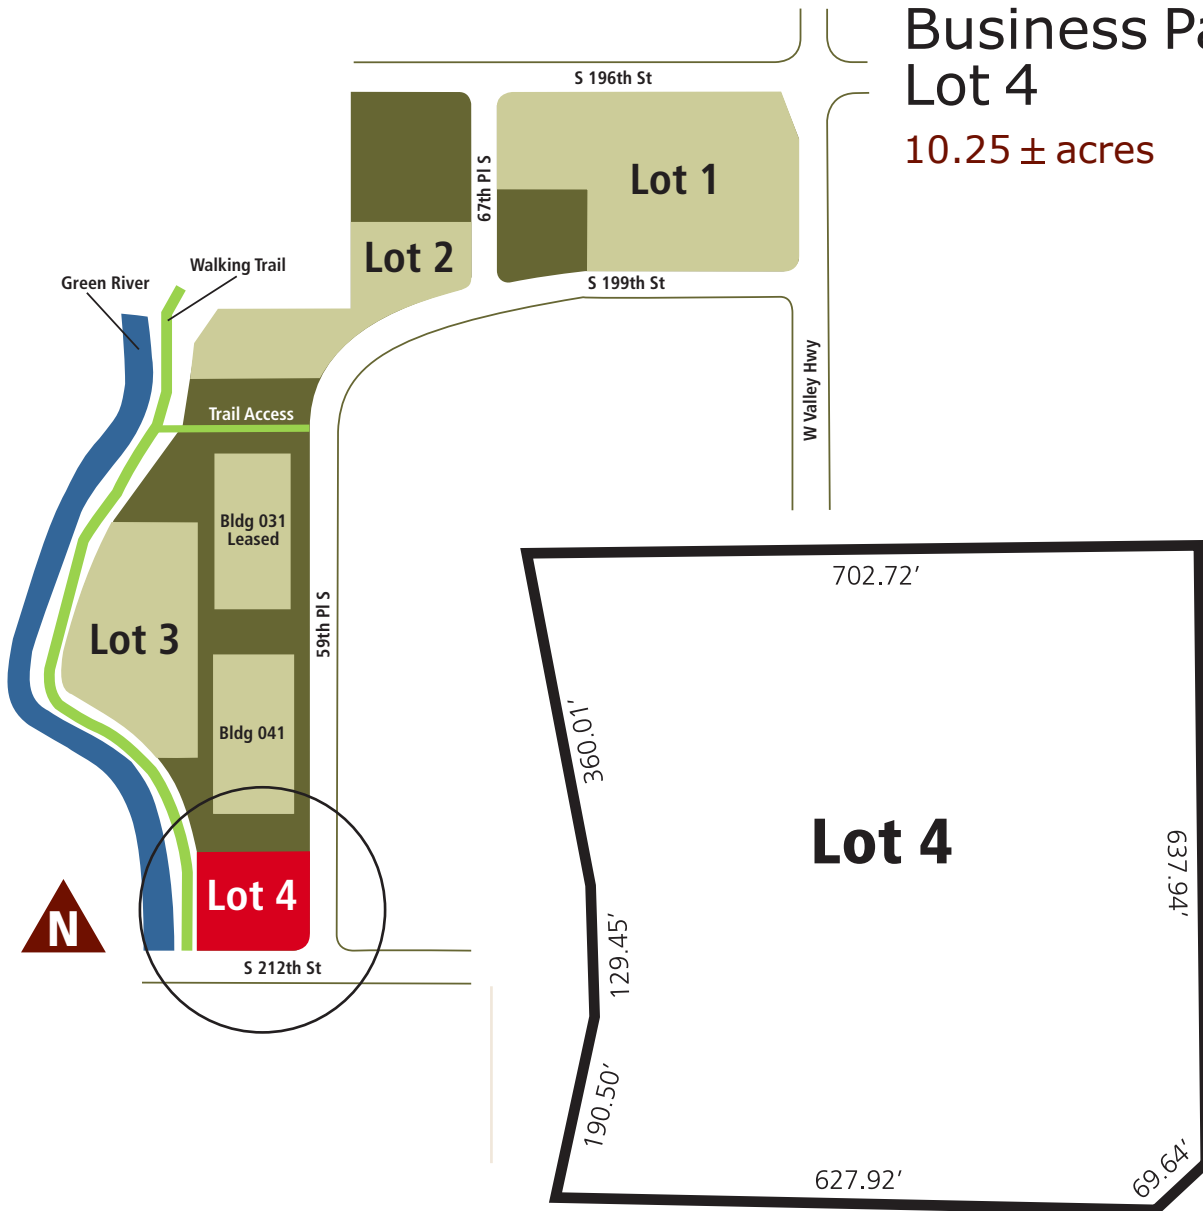 Business Pa
Lot 4
10.25 ± acres
S 196th St
67th Pl S
Lot 1
Lot 2
Walking Trail
Green River
S 199th St
W Valley Hwy
Trail Access
Bldg 031
Leased
59th Pl S
Lot 3
Bldg 041
Lot 4
N
S 212th St
702.72′
360.01′
Lot 4
637.94′
129.45′
190.50′
627.92′
69.64′